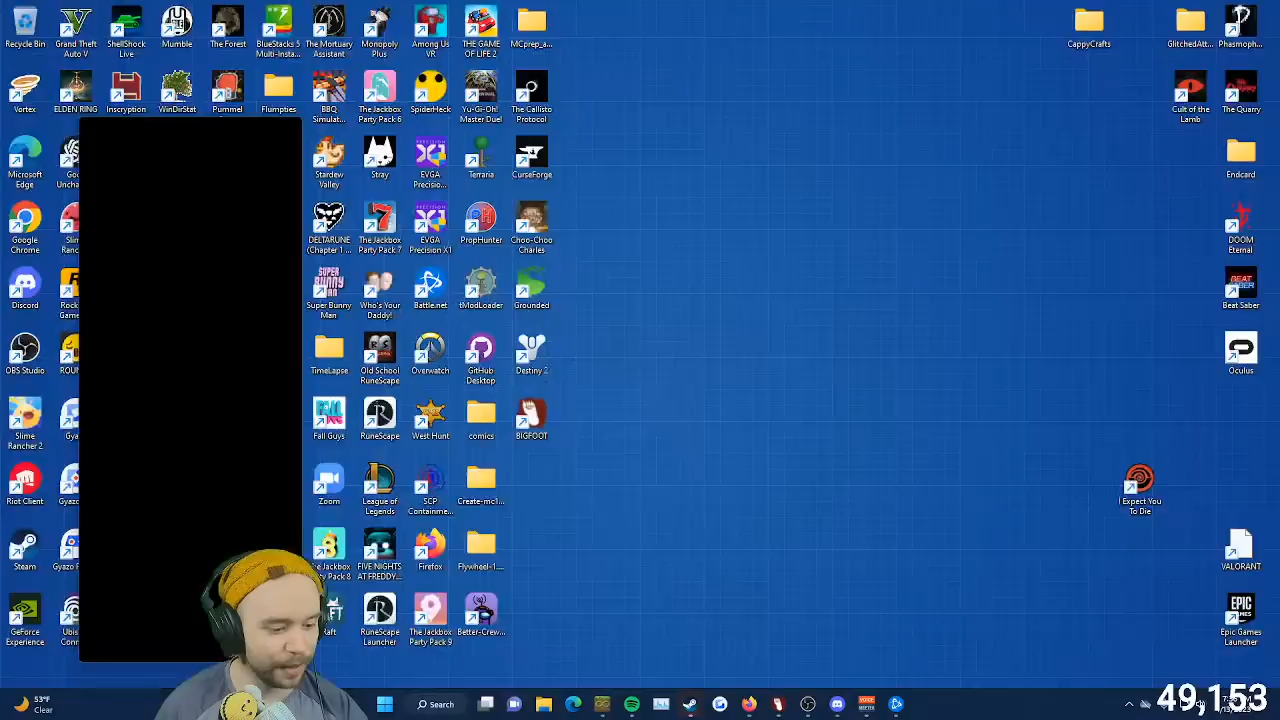 Recycle Bin
Grand Theft
Auto V
ShellShock
Live
Mumble
The Forest
BlueStacks 5
Multi-Insta...
The Mortuary
Assistant
Monopoly
Plus
Among Us
VR
THE GAME
OF LIFE 2
MCprep_a...
CappyCrafts
GlitchedAtt...
Phasmoph...
Vortex
ELDEN RING
Inscryption
WinDirStat
Pummel
Flumpties
BBQ
Simulat...
The Jackbox
Party Pack 6
SpiderHeck
Yu-Gi-Oh!
Master Duel
The Callisto
Protocol
Cult of the
Lamb
The Quarry
Microsoft
Edge
Stardew
Valley
Stray
EVGA
Precisio...
Terraria
CurseForge
Endcard
Google
Chrome
DELTARUNE
(Chapter 1 ...
The Jackbox
Party Pack 7
EVGA
Precision X1
PropHunter
Choo-Choo
Charles
DOOM
Eternal
Discord
Super Bunny
Man
Who's Your
Daddy!
Battle.net
tModLoader
Grounded
Beat Saber
OBS Studio
TimeLapse
Old School
RuneScape
Overwatch
GitHub
Desktop
Destiny 2
Oculus
Slime
Rancher 2
Fall Guys
RuneScape
West Hunt
comics
BIGFOOT
Riot Client
Zoom
League of
Legends
SCP
Containme...
Create-mc1...
I Expect You
To Die
Steam
The Jackbox
Party Pack 8
FIVE NIGHTS
AT FREDDY...
Firefox
Flywheel-1....
VALORANT
GeForce
Experience
Raft
RuneScape
Launcher
The Jackbox
Party Pack 9
Better-Crew...
Epic Games
Launcher
53°F
Clear
Search
49,153